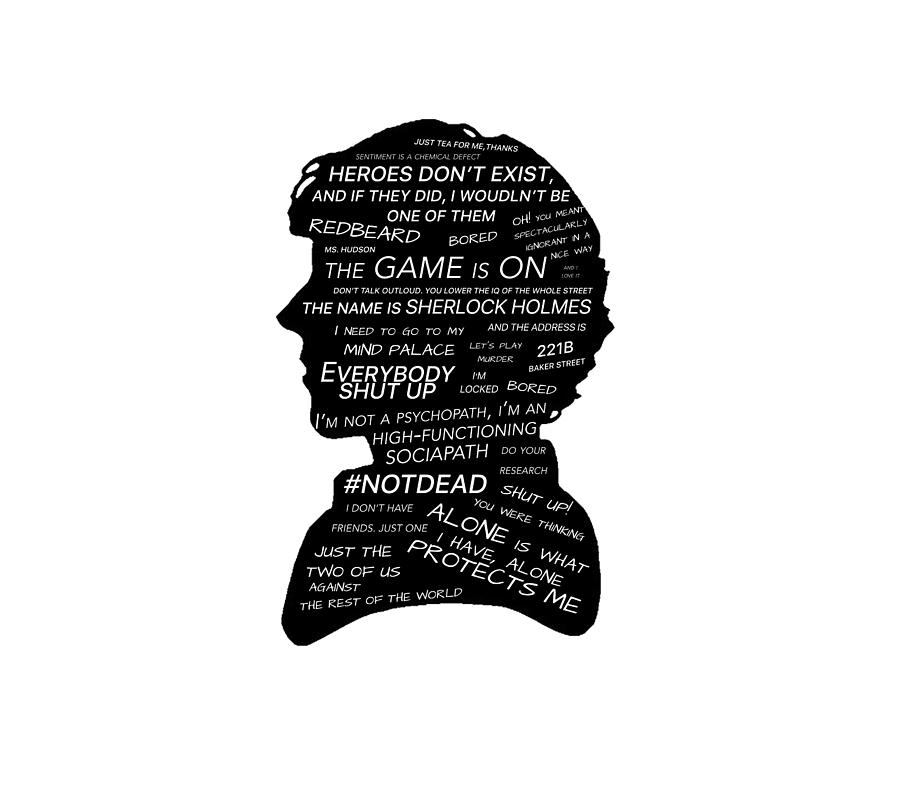 JUST TEA FOR ME,THANKS
SENTIMENT IS A CHEMICAL DEFECT
HEROES DON'T EXIST,
AND IF THEY DID, I WOUDLN'T BE
ONE OF THEM
OH! YOU MEANT
SPECTACULARLY
IGNORANT IN A
NICE WAY
REDBEARD
BORED
MS. HUDSON
THE GAME IS ON
AND I
LOVE IT
DON'T TALK OUTLOUD. YOU LOWER THE IQ OF THE WHOLE STREET
THE NAME IS SHERLOCK HOLMES
AND THE ADDRESS IS
221B
BAKER STREET
I NEED TO GO TO MY
MIND PALACE
LET'S PLAY
MURDER
EVERYBODY
SHUT UP
I'M
LOCKED
BORED
I'M NOT A PSYCHOPATH, I'M AN
HIGH-FUNCTIONING
SOCIAPATH
DO YOUR
RESEARCH
#NOTDEAD
SHUT UP!
YOU WERE THINKING
I DON'T HAVE
FRIENDS. JUST ONE
ALONE IS WHAT
I HAVE, ALONE
PROTECTS ME
JUST THE
TWO OF US
AGAINST
THE REST OF THE WORLD